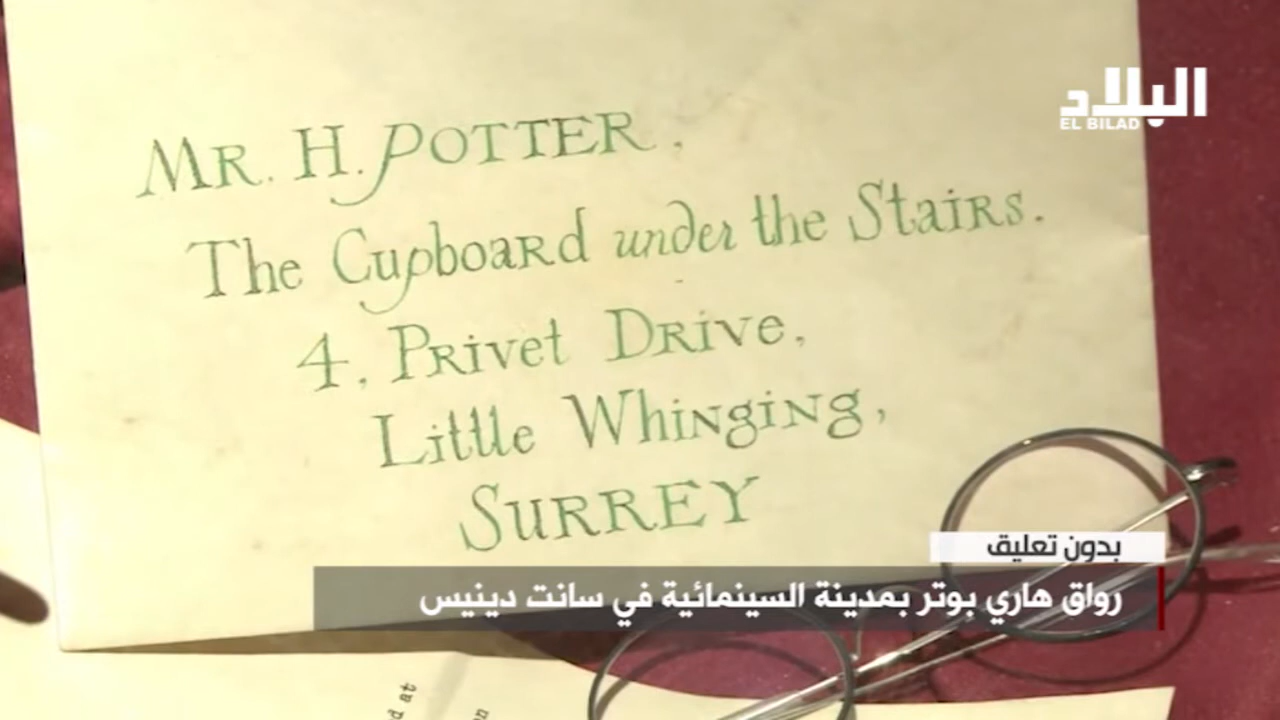 البلاد
EL BILAD
MR. H. POTTER,
The Cupboard under the Stairs.
4, Privet Drive,
Little Whinging,
SURREY
بدون تعليق
رواق هاري بوتر بمدينة السينمائية في سانت دينيس
d at
n